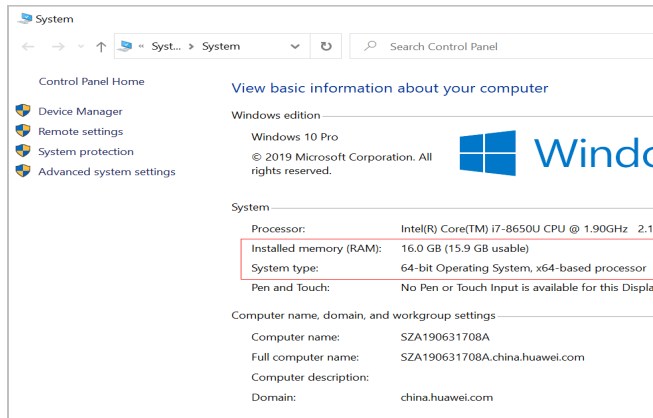 System
« Syst... > System
Search Control Panel
Control Panel Home
Device Manager
Remote settings
System protection
Advanced system settings
View basic information about your computer
Windows edition
Windows 10 Pro
© 2019 Microsoft Corporation. All
rights reserved.
Windo
System
Processor: Intel(R) Core(TM) i7-8650U CPU @ 1.90GHz 2.1
Installed memory (RAM): 16.0 GB (15.9 GB usable)
System type: 64-bit Operating System, x64-based processor
Pen and Touch: No Pen or Touch Input is available for this Displa
Computer name, domain, and workgroup settings
Computer name: SZA190631708A
Full computer name: SZA190631708A.china.huawei.com
Computer description:
Domain: china.huawei.com